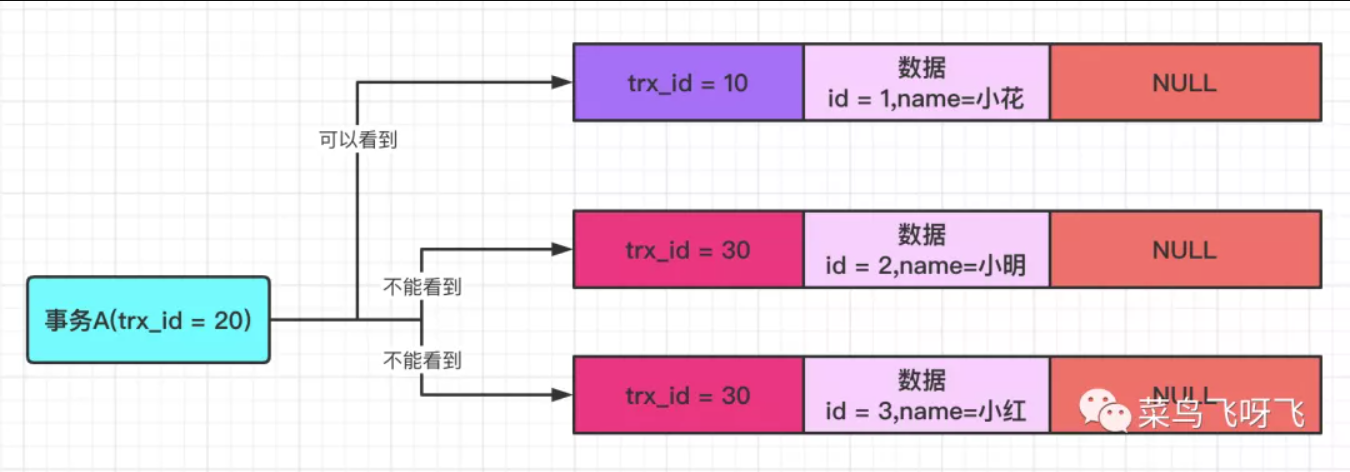 trx_id = 10
数据
id = 1,name=小花
NULL
可以看到
trx_id = 30
数据
id = 2,name=小明
NULL
不能看到
事务A(trx_id = 20)
不能看到
trx_id = 30
数据
id = 3,name=小红
NULL
菜鸟飞呀飞